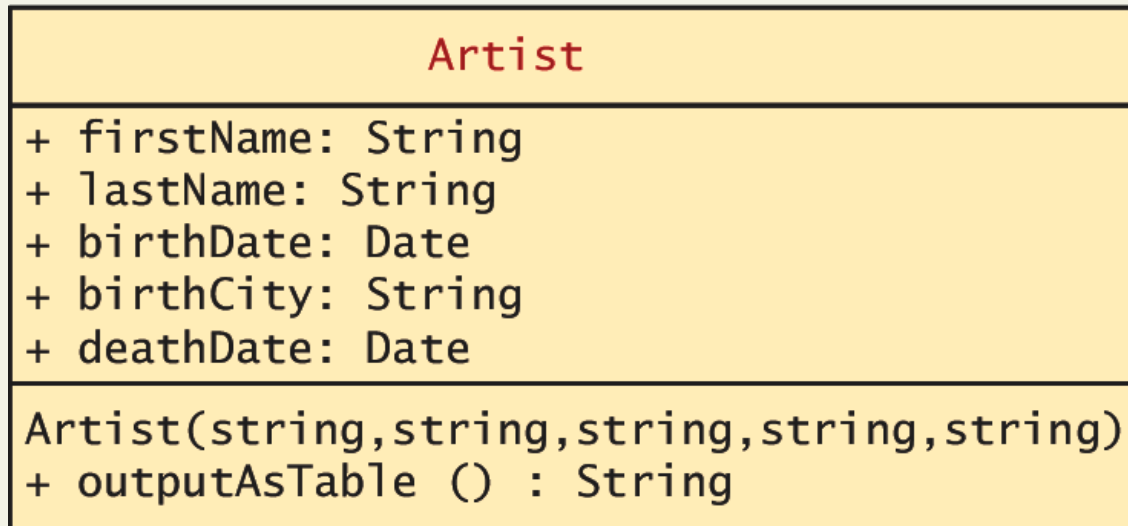 Artist
+ firstName: String
+ lastName: String
+ birthDate: Date
+ birthCity: String
+ deathDate: Date
Artist(string,string,string,string,string)
+ outputAsTable () : String